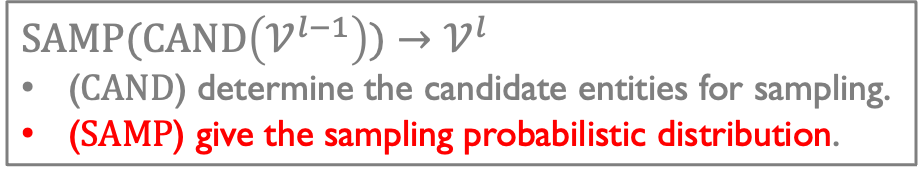 SAMP(CAND(𝒱^{l−1})) → 𝒱^l
• (CAND) determine the candidate entities for sampling.
• (SAMP) give the sampling probabilistic distribution.